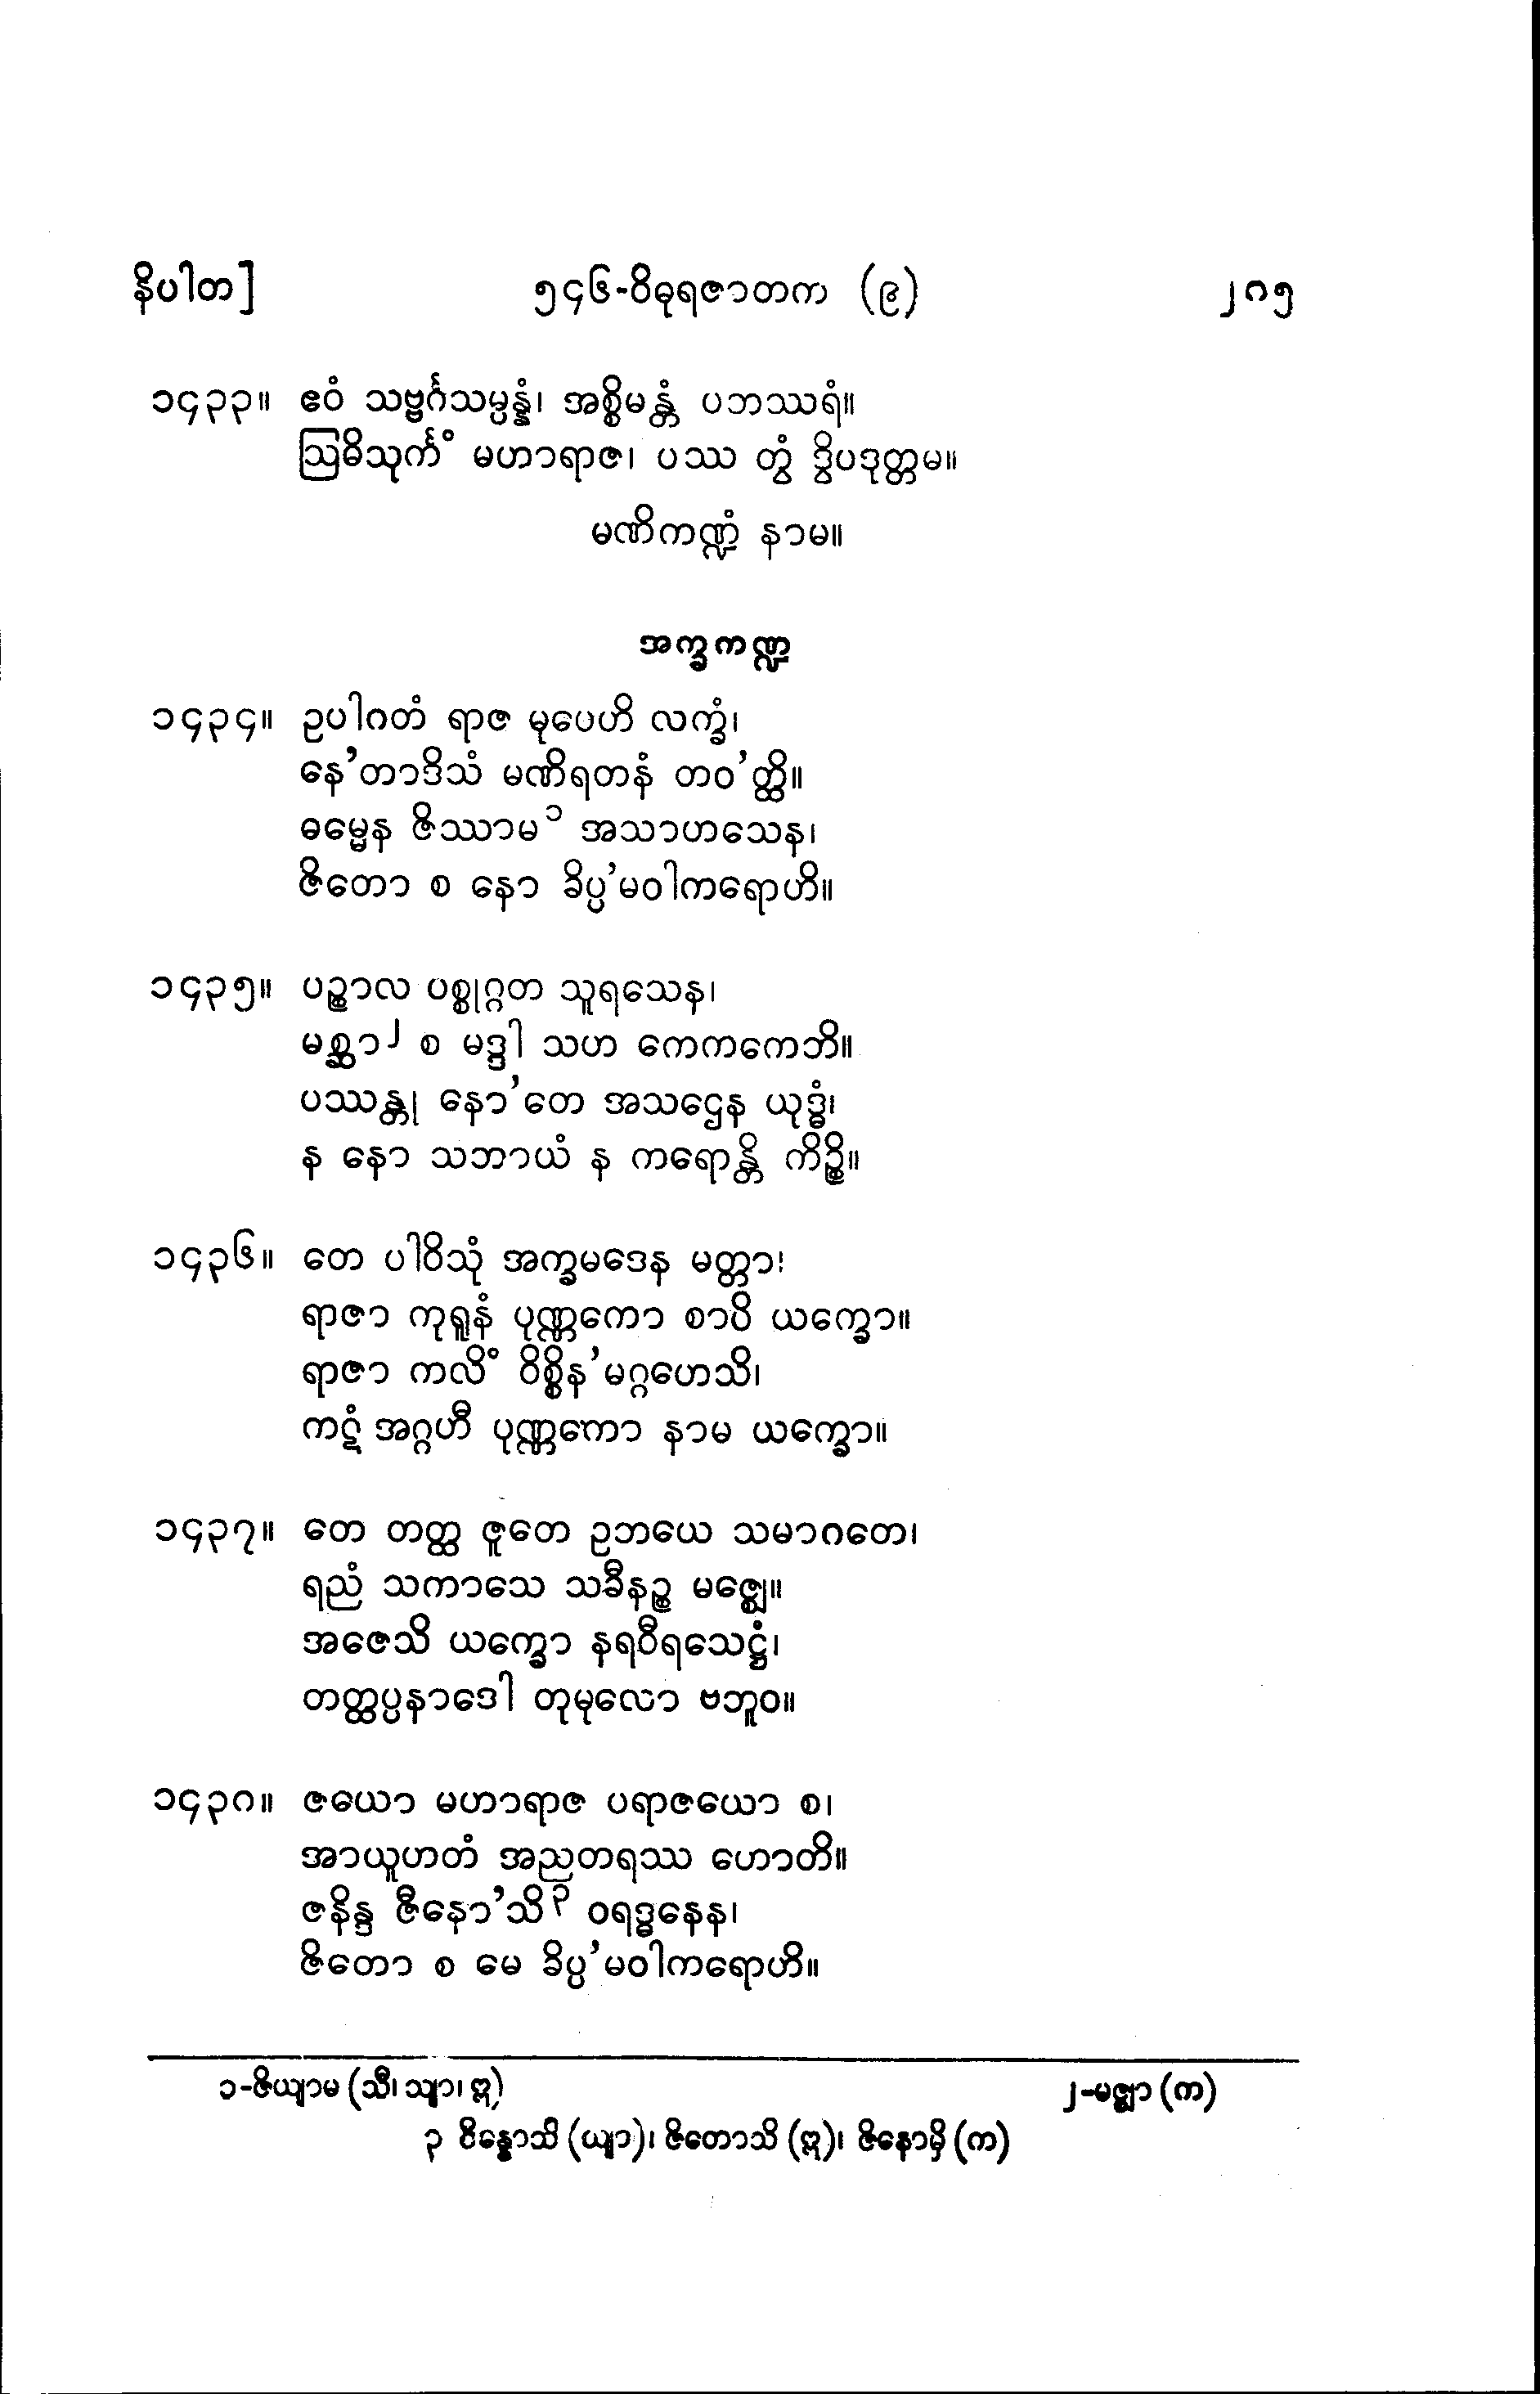 နိပါတ] ၅၄၆-ဝိဓုရဇာတက (၉) ၂၈၅
၁၄၃၃။ ဧဝံ သဗ္ဗင်္ဂသမ္ပန္နံ၊ အစ္စိမန္တံ ပဘဿရံ။
ဩဓိသုင်္ကံ မဟာရာဇ၊ ပဿ တွံ ဒွိပဒုတ္တမ။
မဏိကဏ္ဍံ နာမ။
အက္ခကဏ္ဍ
၁၄၃၄။ ဥပါဂတံ ရာဇ မုပေဟိ လက္ခံ၊
နေ’တာဒိသံ မဏိရတနံ တဝ’တ္ထိ။
ဓမ္မေန ဇိဿာမ၁ အသာဟသေန၊
ဇိတော စ နော ခိပ္ပ’မဝါကရောဟိ။
၁၄၃၅။ ပဉ္စာလ ပစ္စုဂ္ဂတ သူရသေန၊
မစ္ဆာ၂ စ မဒ္ဒါ သဟ ကေကကေဘိ။
ပဿန္တု နော’တေ အသဌေန ယုဒ္ဓံ၊
န နော သဘာယံ န ကရောန္တိ ကိဉ္စိ။
၁၄၃၆။ တေ ပါဝိသုံ အက္ခမဒေန မတ္တာ၊
ရာဇာ ကုရူနံ ပုဏ္ဏကော စာပိ ယက္ခော။
ရာဇာ ကလိံ ဝိစ္စိန’မဂ္ဂဟေသိ၊
ကဋံ အဂ္ဂဟီ ပုဏ္ဏကော နာမ ယက္ခော။
၁၄၃၇။ တေ တတ္ထ ဇူတေ ဥဘယေ သမာဂတေ၊
ရညံ သကာသေ သခီနဉ္စ မဇ္ဈေ။
အဇေသိ ယက္ခော နရဝီရသေဋ္ဌံ၊
တတ္ထပ္ပနာဒေါ တုမုလော ဗဘူဝ။
၁၄၃၈။ ဇယော မဟာရာဇ ပရာဇယော စ၊
အာယူဟတံ အညတရဿ ဟောတိ။
ဇနိန္ဒ ဇီနော’သိ၃ ဝရဒ္ဓနေန၊
ဇိတော စ မေ ခိပ္ပ’မဝါကရောဟိ။
၁-ဇိယျာမ (သီ၊ သျာ၊ ဣ) ၂-မဇ္ဈာ (က)
၃ ဇိန္နောသိ (သျာ)၊ ဇိတောသိ (ဣ)၊ ဇိနောမှိ (က)